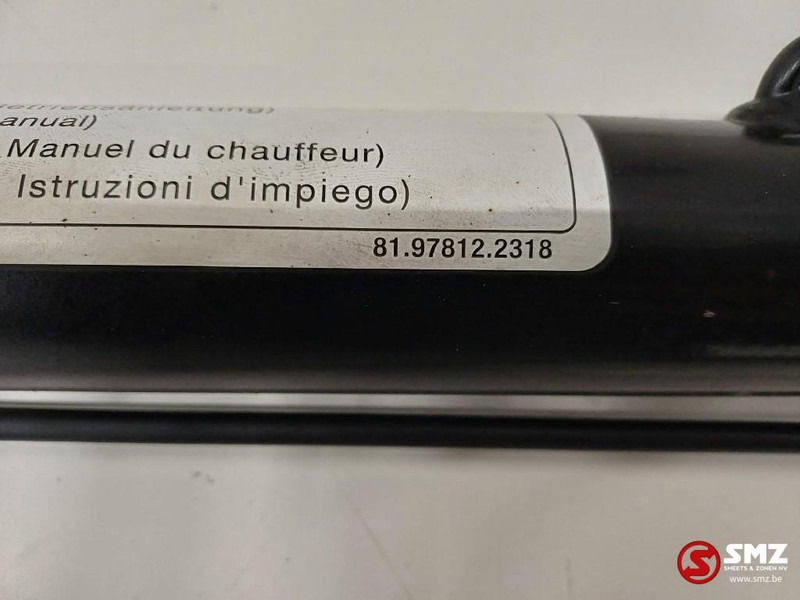 anual)
Manuel du chauffeur)
Istruzioni d'impiego)
81.97812.2318
SMZ
SHEETS & ZONEN NV
www.smz.be